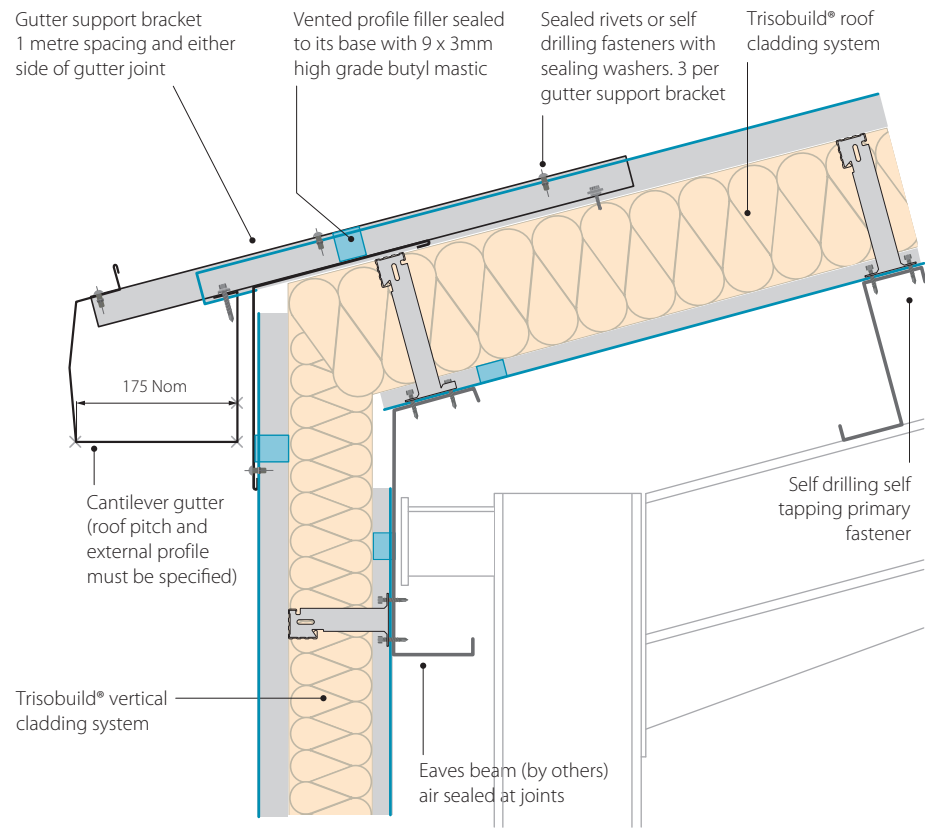 Gutter support bracket
1 metre spacing and either
side of gutter joint
Vented profile filler sealed
to its base with 9 x 3mm
high grade butyl mastic
Sealed rivets or self
drilling fasteners with
sealing washers. 3 per
gutter support bracket
Trisobuild® roof
cladding system
175 Nom
Cantilever gutter
(roof pitch and
external profile
must be specified)
Self drilling self
tapping primary
fastener
Trisobuild® vertical
cladding system
Eaves beam (by others)
air sealed at joints